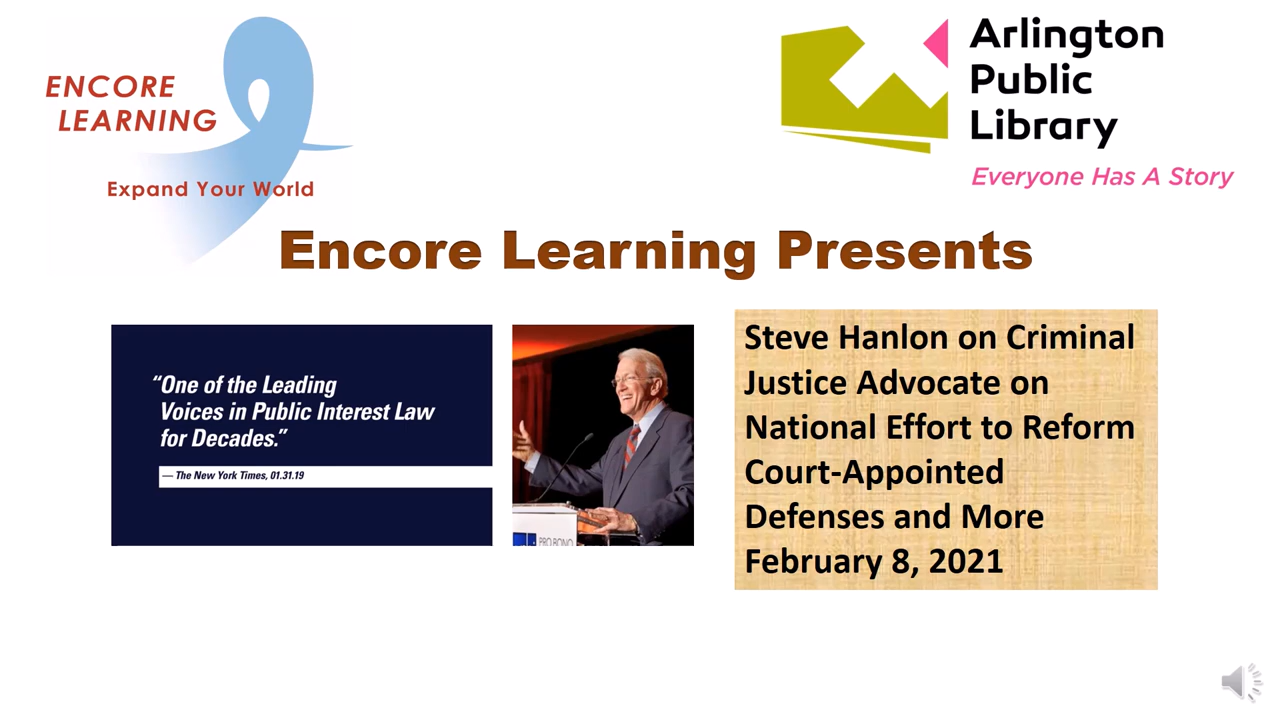 ENCORE
LEARNING
Expand Your World
Arlington
Public
Library
Everyone Has A Story
Encore Learning Presents
“One of the Leading
Voices in Public Interest Law
for Decades.”
— The New York Times, 01.31.19
PRO BONO
Steve Hanlon on Criminal
Justice Advocate on
National Effort to Reform
Court-Appointed
Defenses and More
February 8, 2021